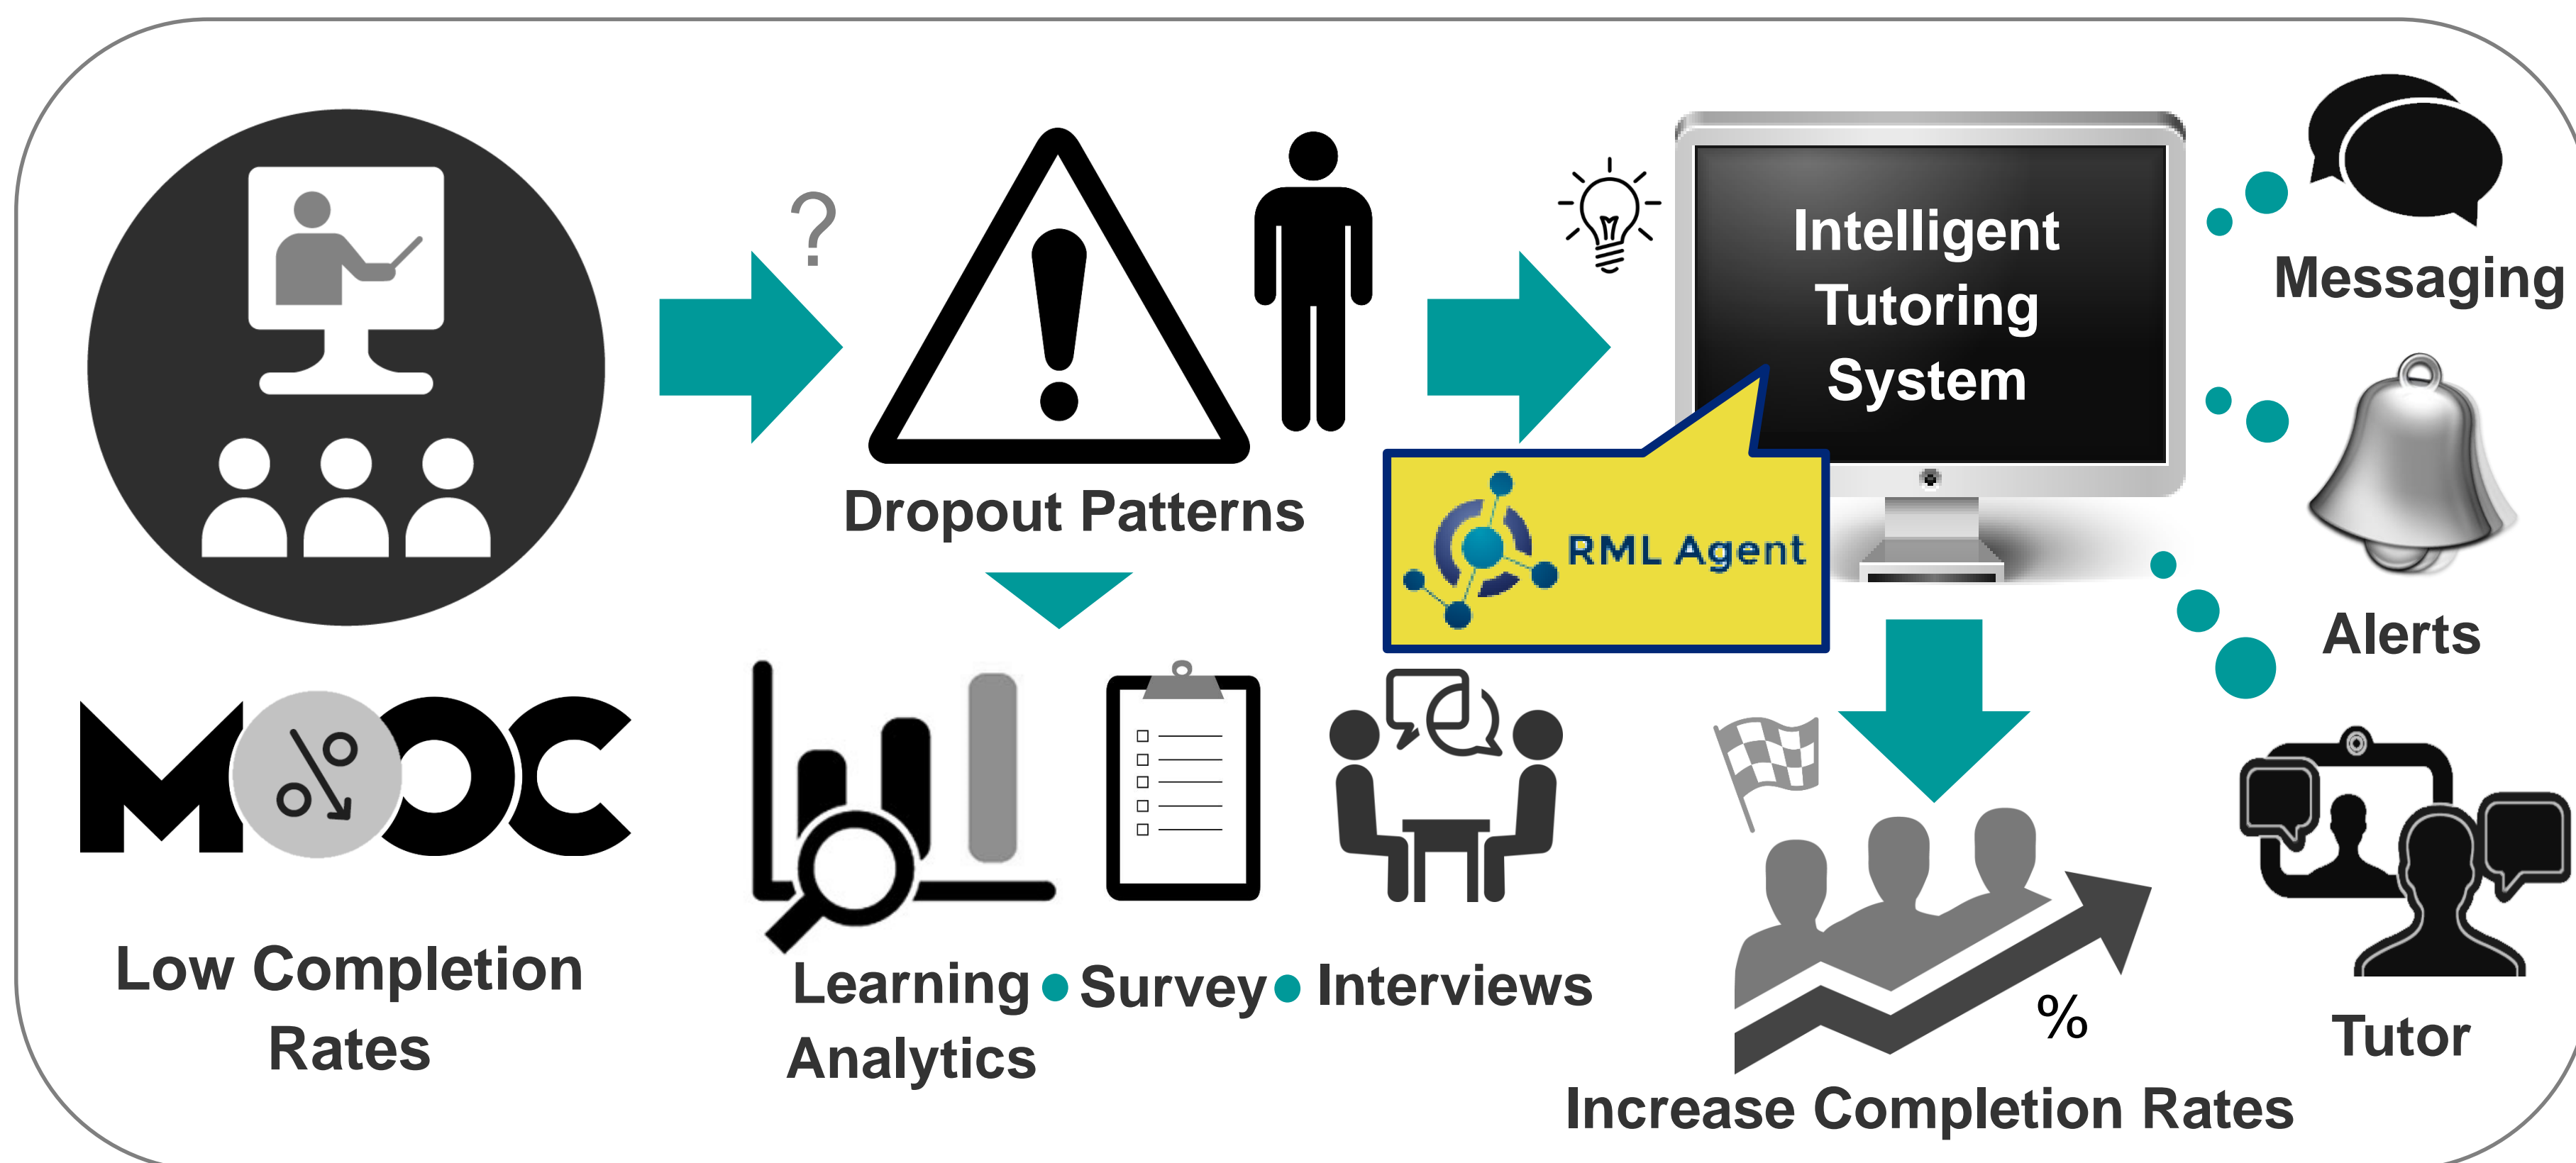 MOOC
%
Low Completion
Rates
?
Dropout Patterns
Learning • Survey • Interviews
Analytics
Intelligent
Tutoring
System
RML Agent
%
Increase Completion Rates
Messaging
Alerts
Tutor